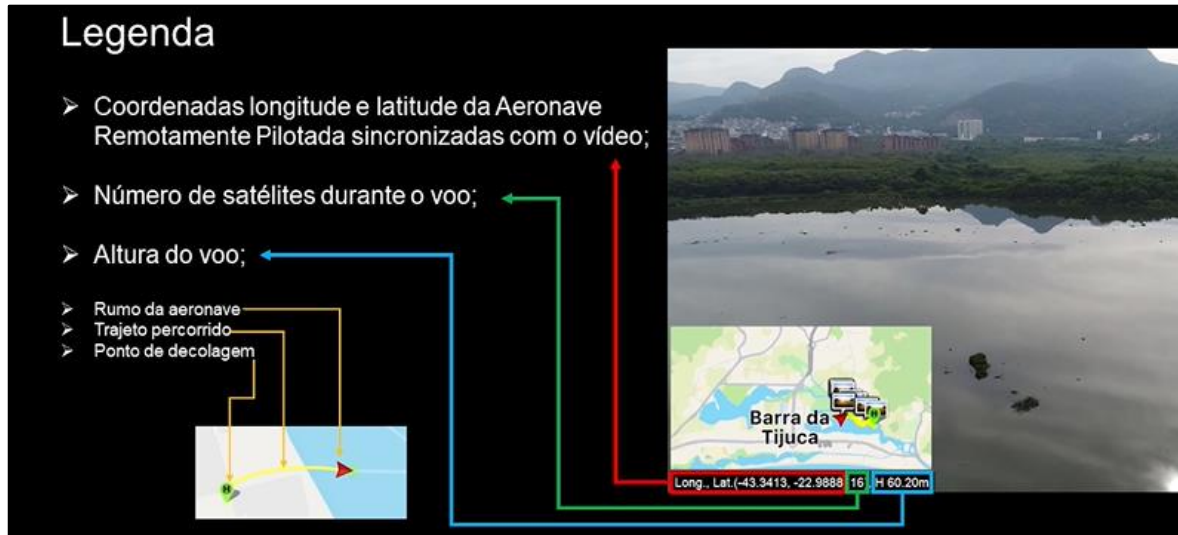 Legenda
➢ Coordenadas longitude e latitude da Aeronave
Remotamente Pilotada sincronizadas com o vídeo;
➢ Número de satélites durante o voo;
➢ Altura do voo;
➢ Rumo da aeronave
➢ Trajeto percorrido
➢ Ponto de decolagem
H
H
Barra da
Tijuca
Long., Lat.(-43.3413, -22.9888 16 , H 60.20m